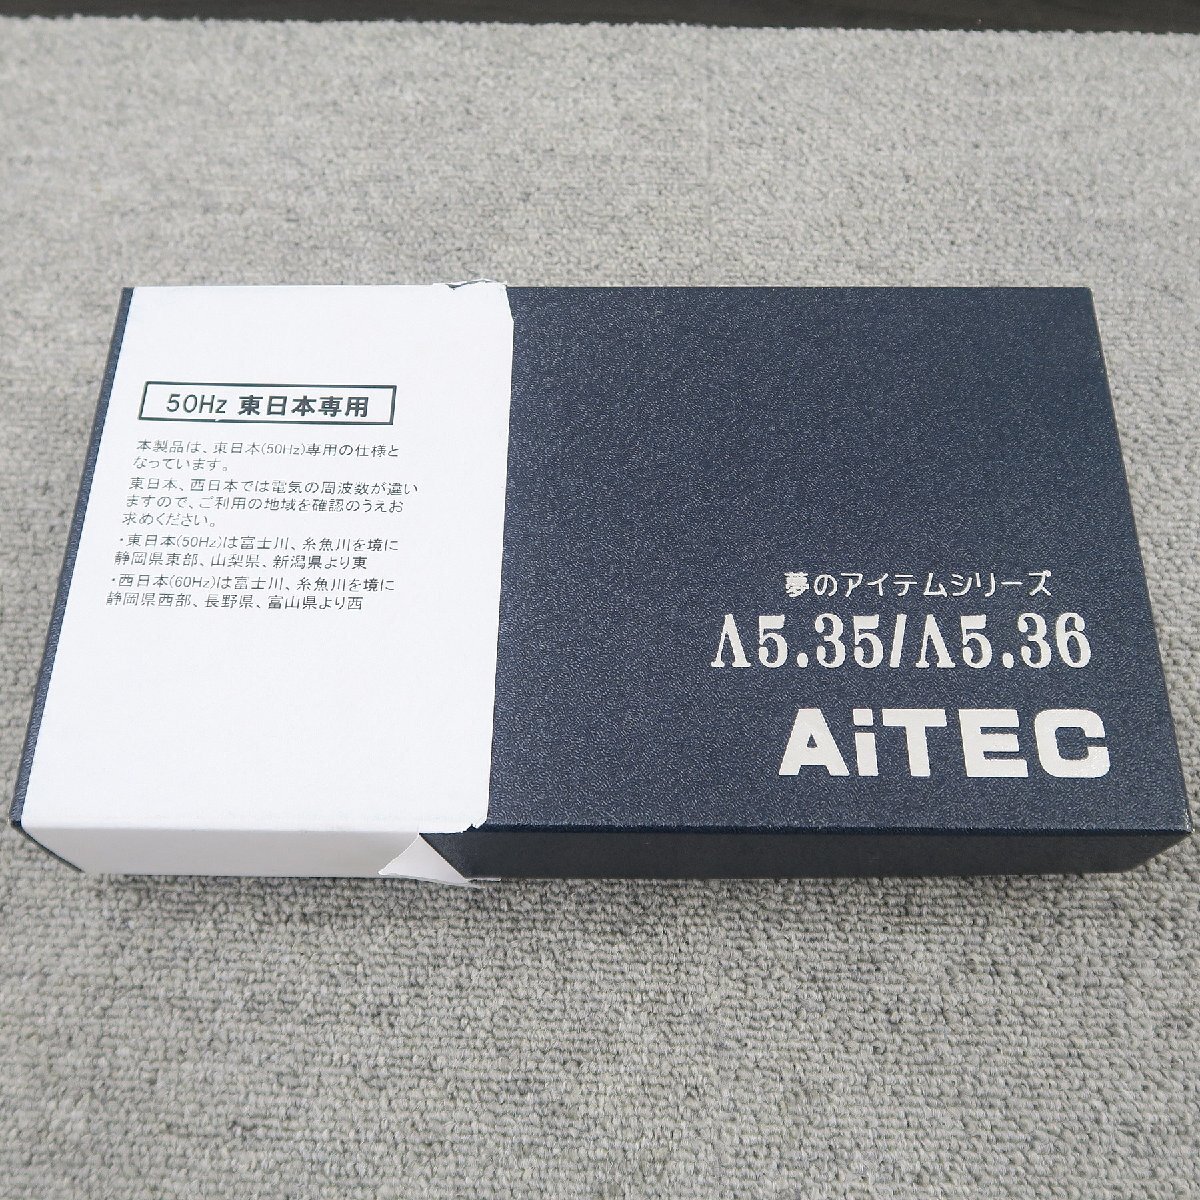 50Hz 東日本専用
本製品は、東日本(50Hz)専用の仕様と
なっています。
東日本、西日本では電気の周波数が違い
ますので、ご利用の地域を確認のうえお
求めください。
・東日本(50Hz)は富士川、糸魚川を境に
静岡県東部、山梨県、新潟県より東
・西日本(60Hz)は富士川、糸魚川を境に
静岡県西部、長野県、富山県より西
夢のアイテムシリーズ
Λ5.35/Λ5.36
AiTEC